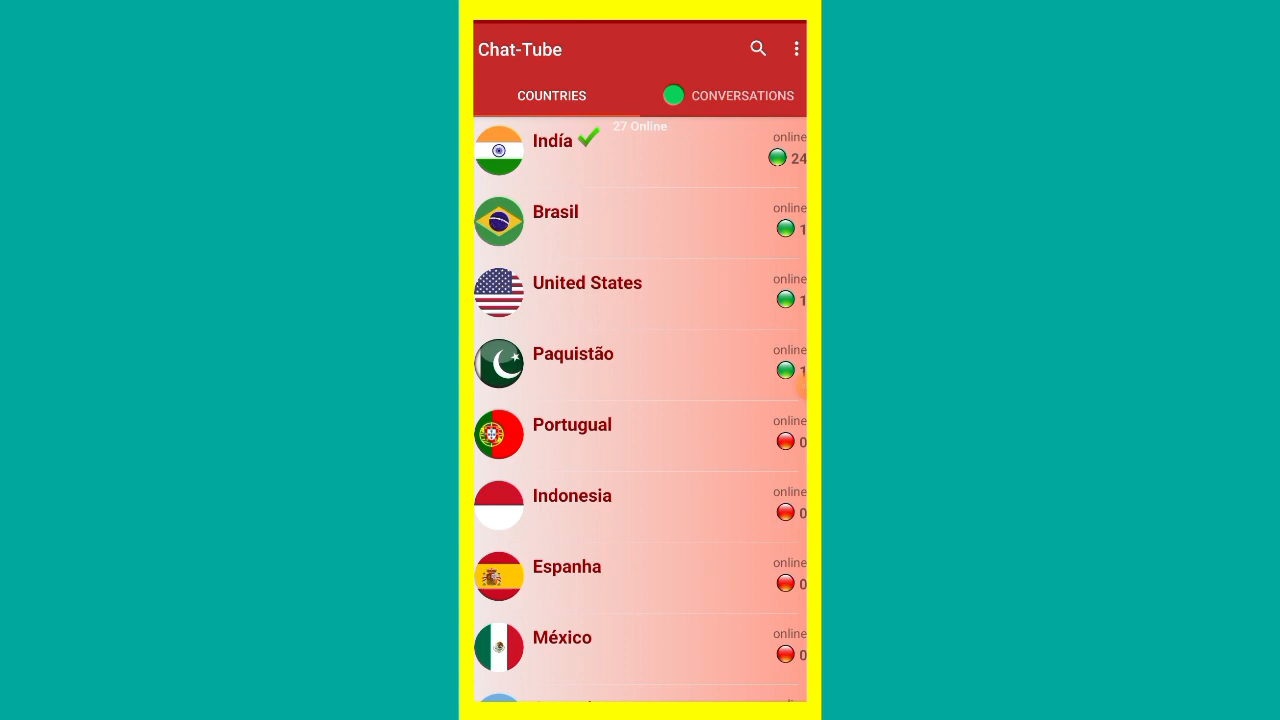 Chat-Tube
COUNTRIES
CONVERSATIONS
27 Online
Indía
online
24
Brasil
online
1
United States
online
1
Paquistão
online
1
Portugual
online
0
Indonesia
online
0
Espanha
online
0
México
online
0